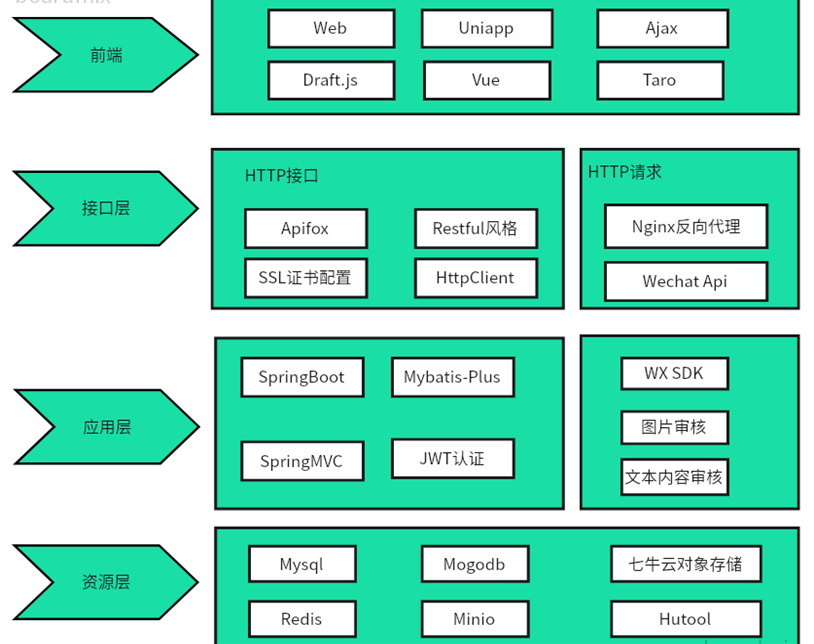 boardmix
前端
Web
Uniapp
Ajax
Draft.js
Vue
Taro
接口层
HTTP接口
Apifox
Restful风格
SSL证书配置
HttpClient
HTTP请求
Nginx反向代理
Wechat Api
应用层
SpringBoot
Mybatis-Plus
SpringMVC
JWT认证
WX SDK
图片审核
文本内容审核
资源层
Mysql
Mogodb
七牛云对象存储
Redis
Minio
Hutool